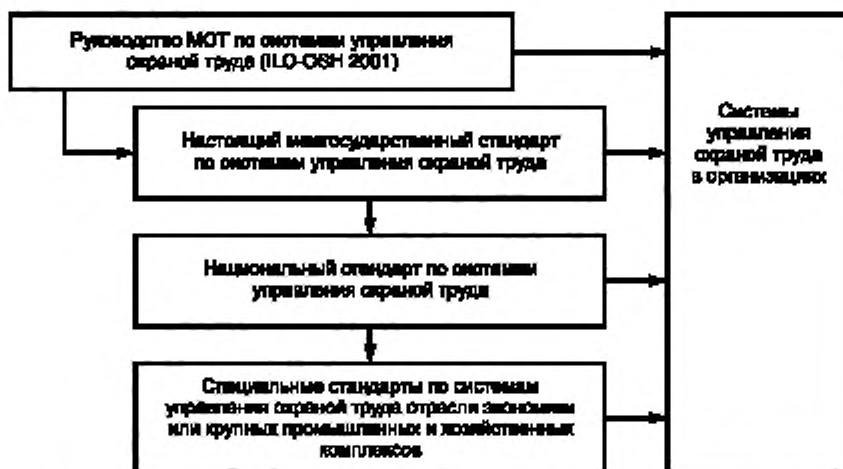 Руководство МОТ по системам управления
охраной труда (ILO-OSH 2001)
Настоящий межгосударственный стандарт
по системам управления охраной труда
Национальный стандарт по системам
управления охраной труда
Специальные стандарты по системам
управления охраной труда отрасли экономики
или крупных промышленных и хозяйственных
комплексов
Системы
управления
охраной труда
в организациях